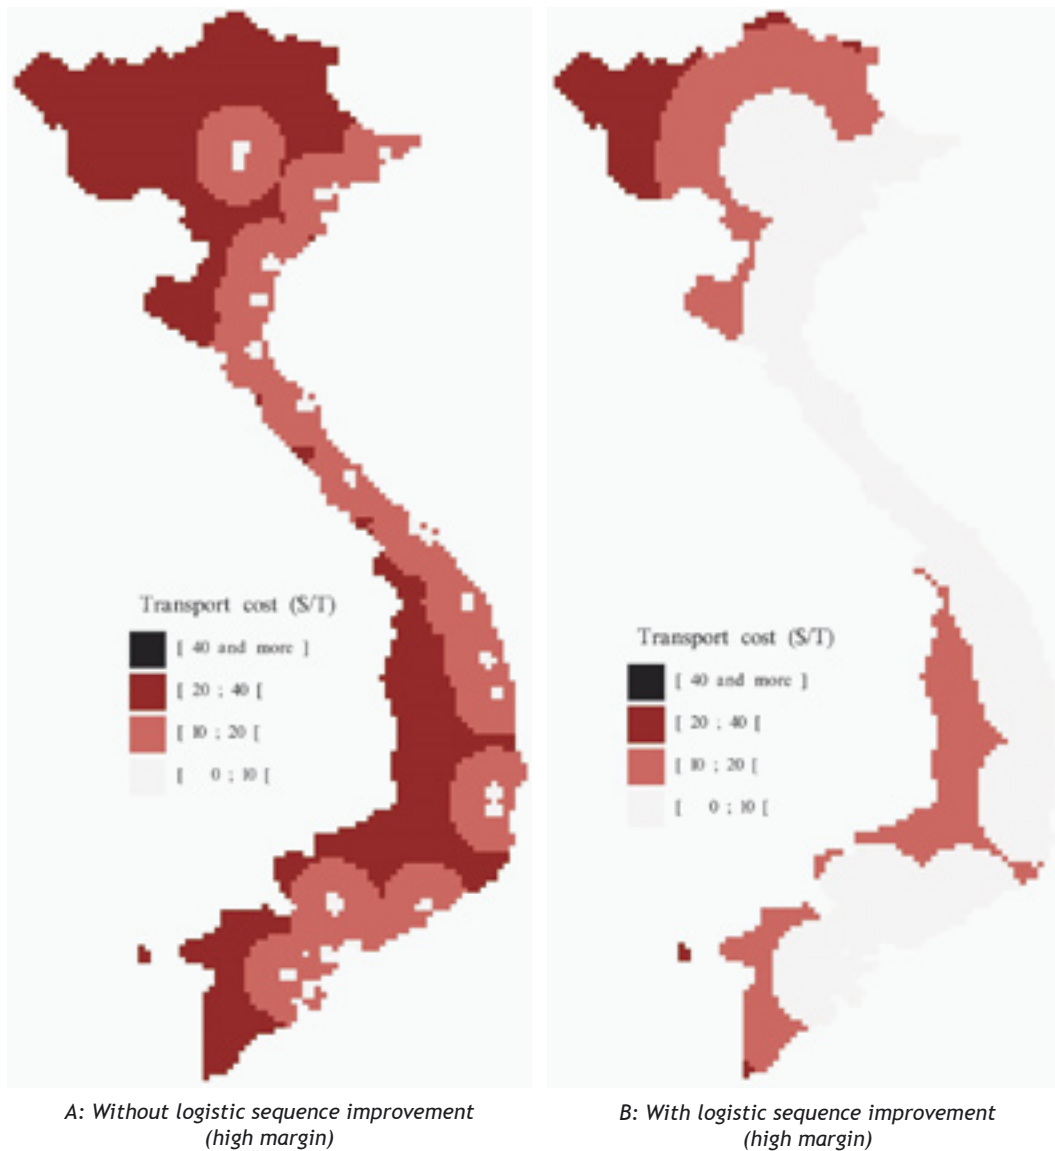 Transport cost ($/T)
[ 40 and more ]
[ 20 ; 40 [
[ 10 ; 20 [
[ 0 ; 10 [
Transport cost ($/T)
[ 40 and more ]
[ 20 ; 40 [
[ 10 ; 20 [
[ 0 ; 10 [
A: Without logistic sequence improvement
(high margin)
B: With logistic sequence improvement
(high margin)